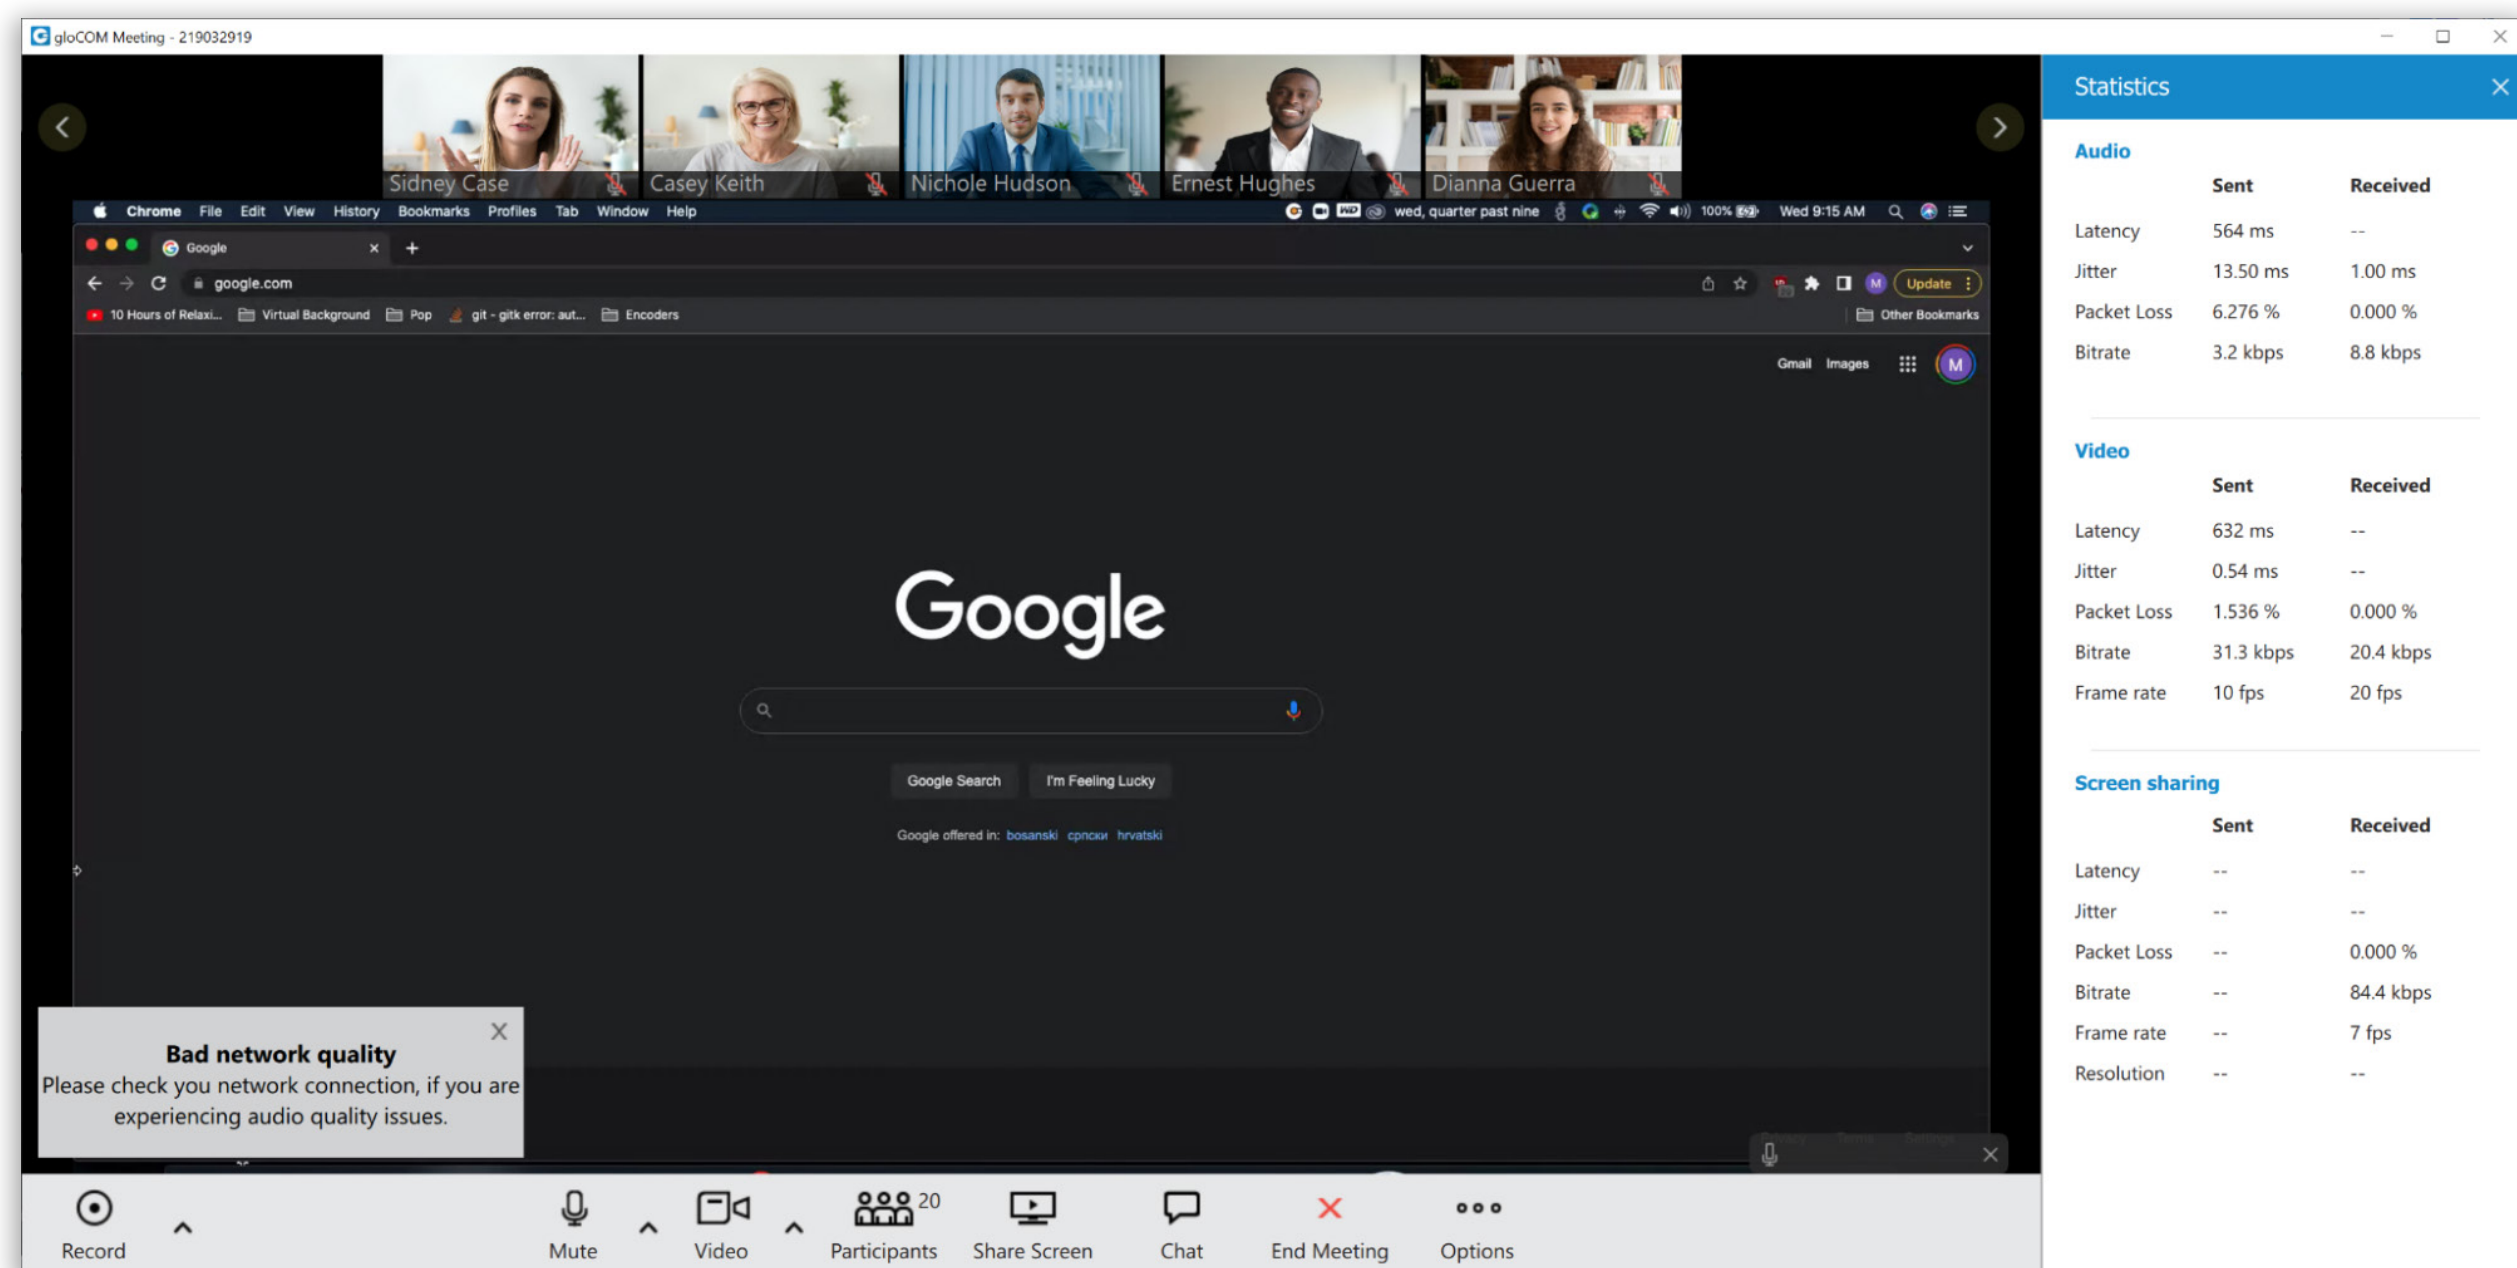 gloCOM Meeting - 219032919
Sidney Case
Casey Keith
Nichole Hudson
Ernest Hughes
Dianna Guerra
Chrome File Edit View History Bookmarks Profiles Tab Window Help
wed, quarter past nine 100% Wed 9:15 AM
Google
google.com
Update
10 Hours of Relaxi... Virtual Background Pop git - gitk error: aut... Encoders
Other Bookmarks
Gmail Images
M
Google
Google Search I'm Feeling Lucky
Google offered in: bosanski српски hrvatski
Privacy Terms Settings
X
Bad network quality
Please check you network connection, if you are
experiencing audio quality issues.
Record
Mute
Video
20
Participants
Share Screen
Chat
End Meeting
Options
Statistics
Audio
Sent Received
Latency 564 ms --
Jitter 13.50 ms 1.00 ms
Packet Loss 6.276 % 0.000 %
Bitrate 3.2 kbps 8.8 kbps
Video
Sent Received
Latency 632 ms --
Jitter 0.54 ms --
Packet Loss 1.536 % 0.000 %
Bitrate 31.3 kbps 20.4 kbps
Frame rate 10 fps 20 fps
Screen sharing
Sent Received
Latency -- --
Jitter -- --
Packet Loss -- 0.000 %
Bitrate -- 84.4 kbps
Frame rate -- 7 fps
Resolution -- --